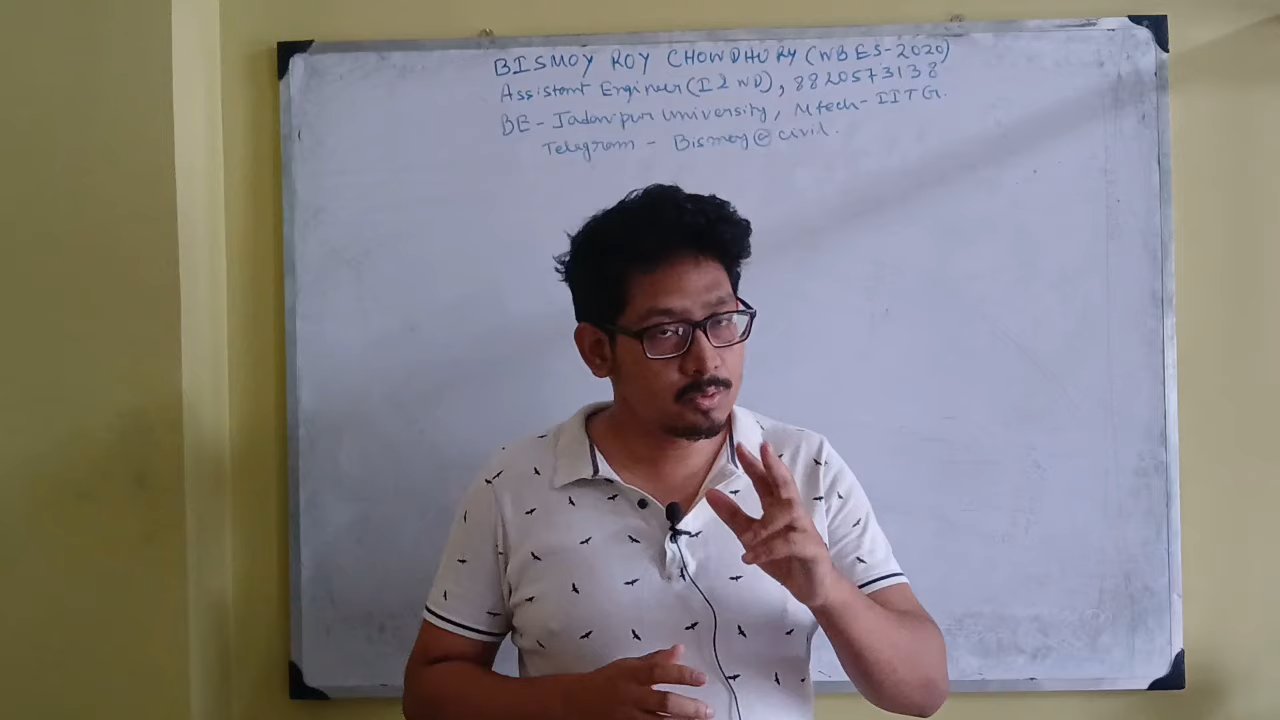 BISMOY ROY CHOWDHURY (WBES-2020)
Assistant Engineer (I & WD), 8820573138
BE - Jadavpur University, Mtech - IITG.
Telegram - Bismoy@civil.